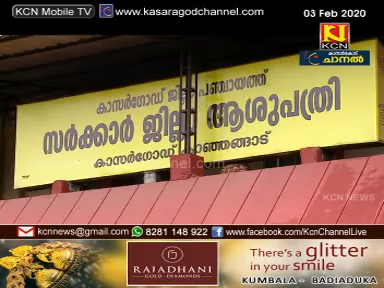 KCN Mobile TV www.kasaragodchannel.com 03 Feb 2020
KCN
കാസർകോട്
ചാനൽ
കാസർഗോഡ് ജില്ലാ പഞ്ചായത്ത്
സർക്കാർ ജില്ലാ ആശുപത്രി
കാസർഗോഡ് കാഞ്ഞങ്ങാട്
KCN NEWS
kcnnews@gmail.com 8281 148 922 www.facebook.com/KcnChannelLive
RAJADHANI
GOLD & DIAMONDS
There's a glitter
in your smile
KUMBALA - BADIADUKA